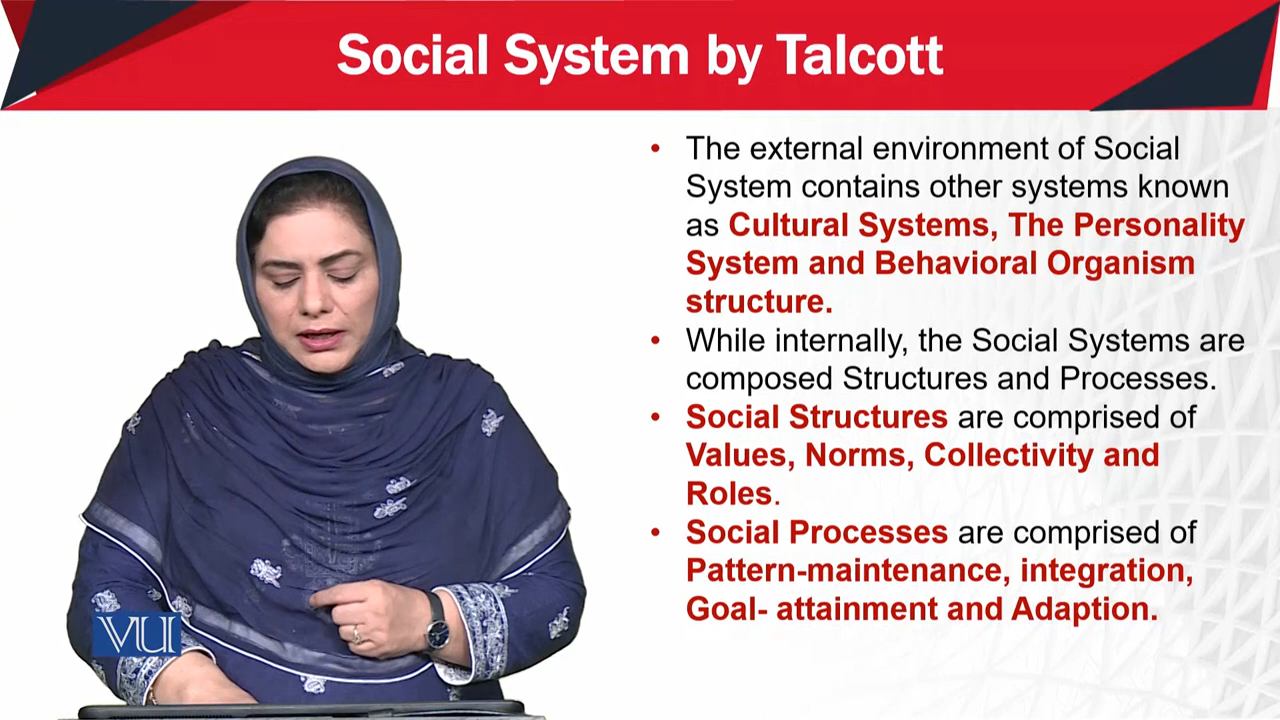 Social System by Talcott
• The external environment of Social
System contains other systems known
as Cultural Systems, The Personality
System and Behavioral Organism
structure.
• While internally, the Social Systems are
composed Structures and Processes.
• Social Structures are comprised of
Values, Norms, Collectivity and
Roles.
• Social Processes are comprised of
Pattern-maintenance, integration,
Goal- attainment and Adaption.
VU